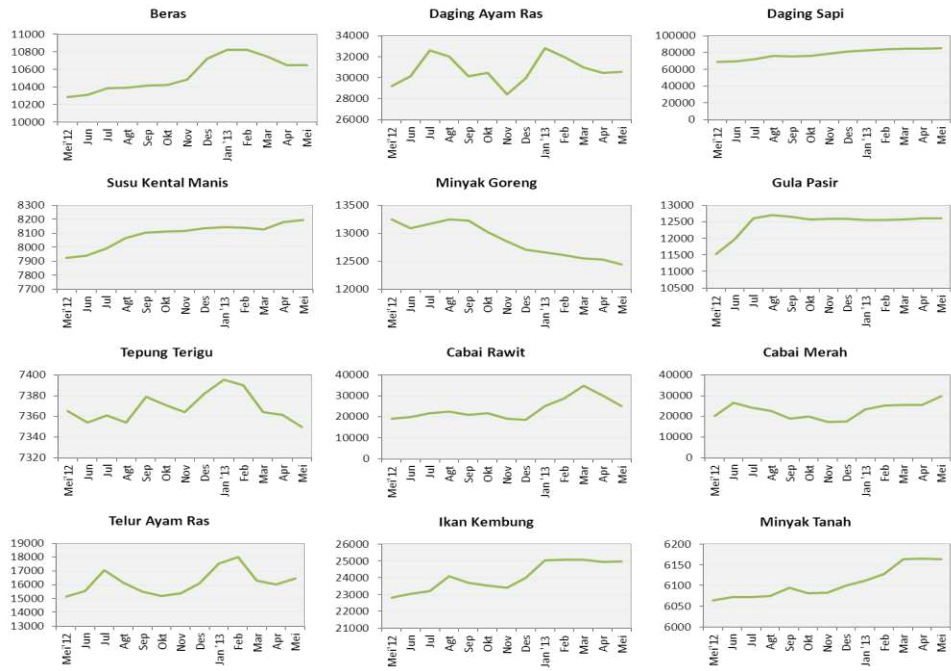 Beras
11000
10800
10600
10400
10200
10000
Mei'12 Jun Jul Agt Sep Okt Nov Des Jan '13 Feb Mar Apr Mei
Daging Ayam Ras
34000
32000
30000
28000
26000
Mei'12 Jun Jul Agt Sep Okt Nov Des Jan '13 Feb Mar Apr Mei
Daging Sapi
100000
80000
60000
40000
20000
0
Mei'12 Jun Jul Agt Sep Okt Nov Des Jan '13 Feb Mar Apr Mei
Susu Kental Manis
8300
8200
8100
8000
7900
7800
7700
Mei'12 Jun Jul Agt Sep Okt Nov Des Jan '13 Feb Mar Apr Mei
Minyak Goreng
13500
13000
12500
12000
Mei'12 Jun Jul Agt Sep Okt Nov Des Jan '13 Feb Mar Apr Mei
Gula Pasir
13000
12500
12000
11500
11000
10500
Mei'12 Jun Jul Agt Sep Okt Nov Des Jan '13 Feb Mar Apr Mei
Tepung Terigu
7400
7380
7360
7340
7320
Mei'12 Jun Jul Agt Sep Okt Nov Des Jan '13 Feb Mar Apr Mei
Cabai Rawit
40000
30000
20000
10000
0
Mei'12 Jun Jul Agt Sep Okt Nov Des Jan '13 Feb Mar Apr Mei
Cabai Merah
40000
30000
20000
10000
0
Mei'12 Jun Jul Agt Sep Okt Nov Des Jan '13 Feb Mar Apr Mei
Telur Ayam Ras
19000
18000
17000
16000
15000
14000
13000
Mei'12 Jun Jul Agt Sep Okt Nov Des Jan '13 Feb Mar Apr Mei
Ikan Kembung
26000
25000
24000
23000
22000
21000
Mei'12 Jun Jul Agt Sep Okt Nov Des Jan '13 Feb Mar Apr Mei
Minyak Tanah
6200
6150
6100
6050
6000
Mei'12 Jun Jul Agt Sep Okt Nov Des Jan '13 Feb Mar Apr Mei